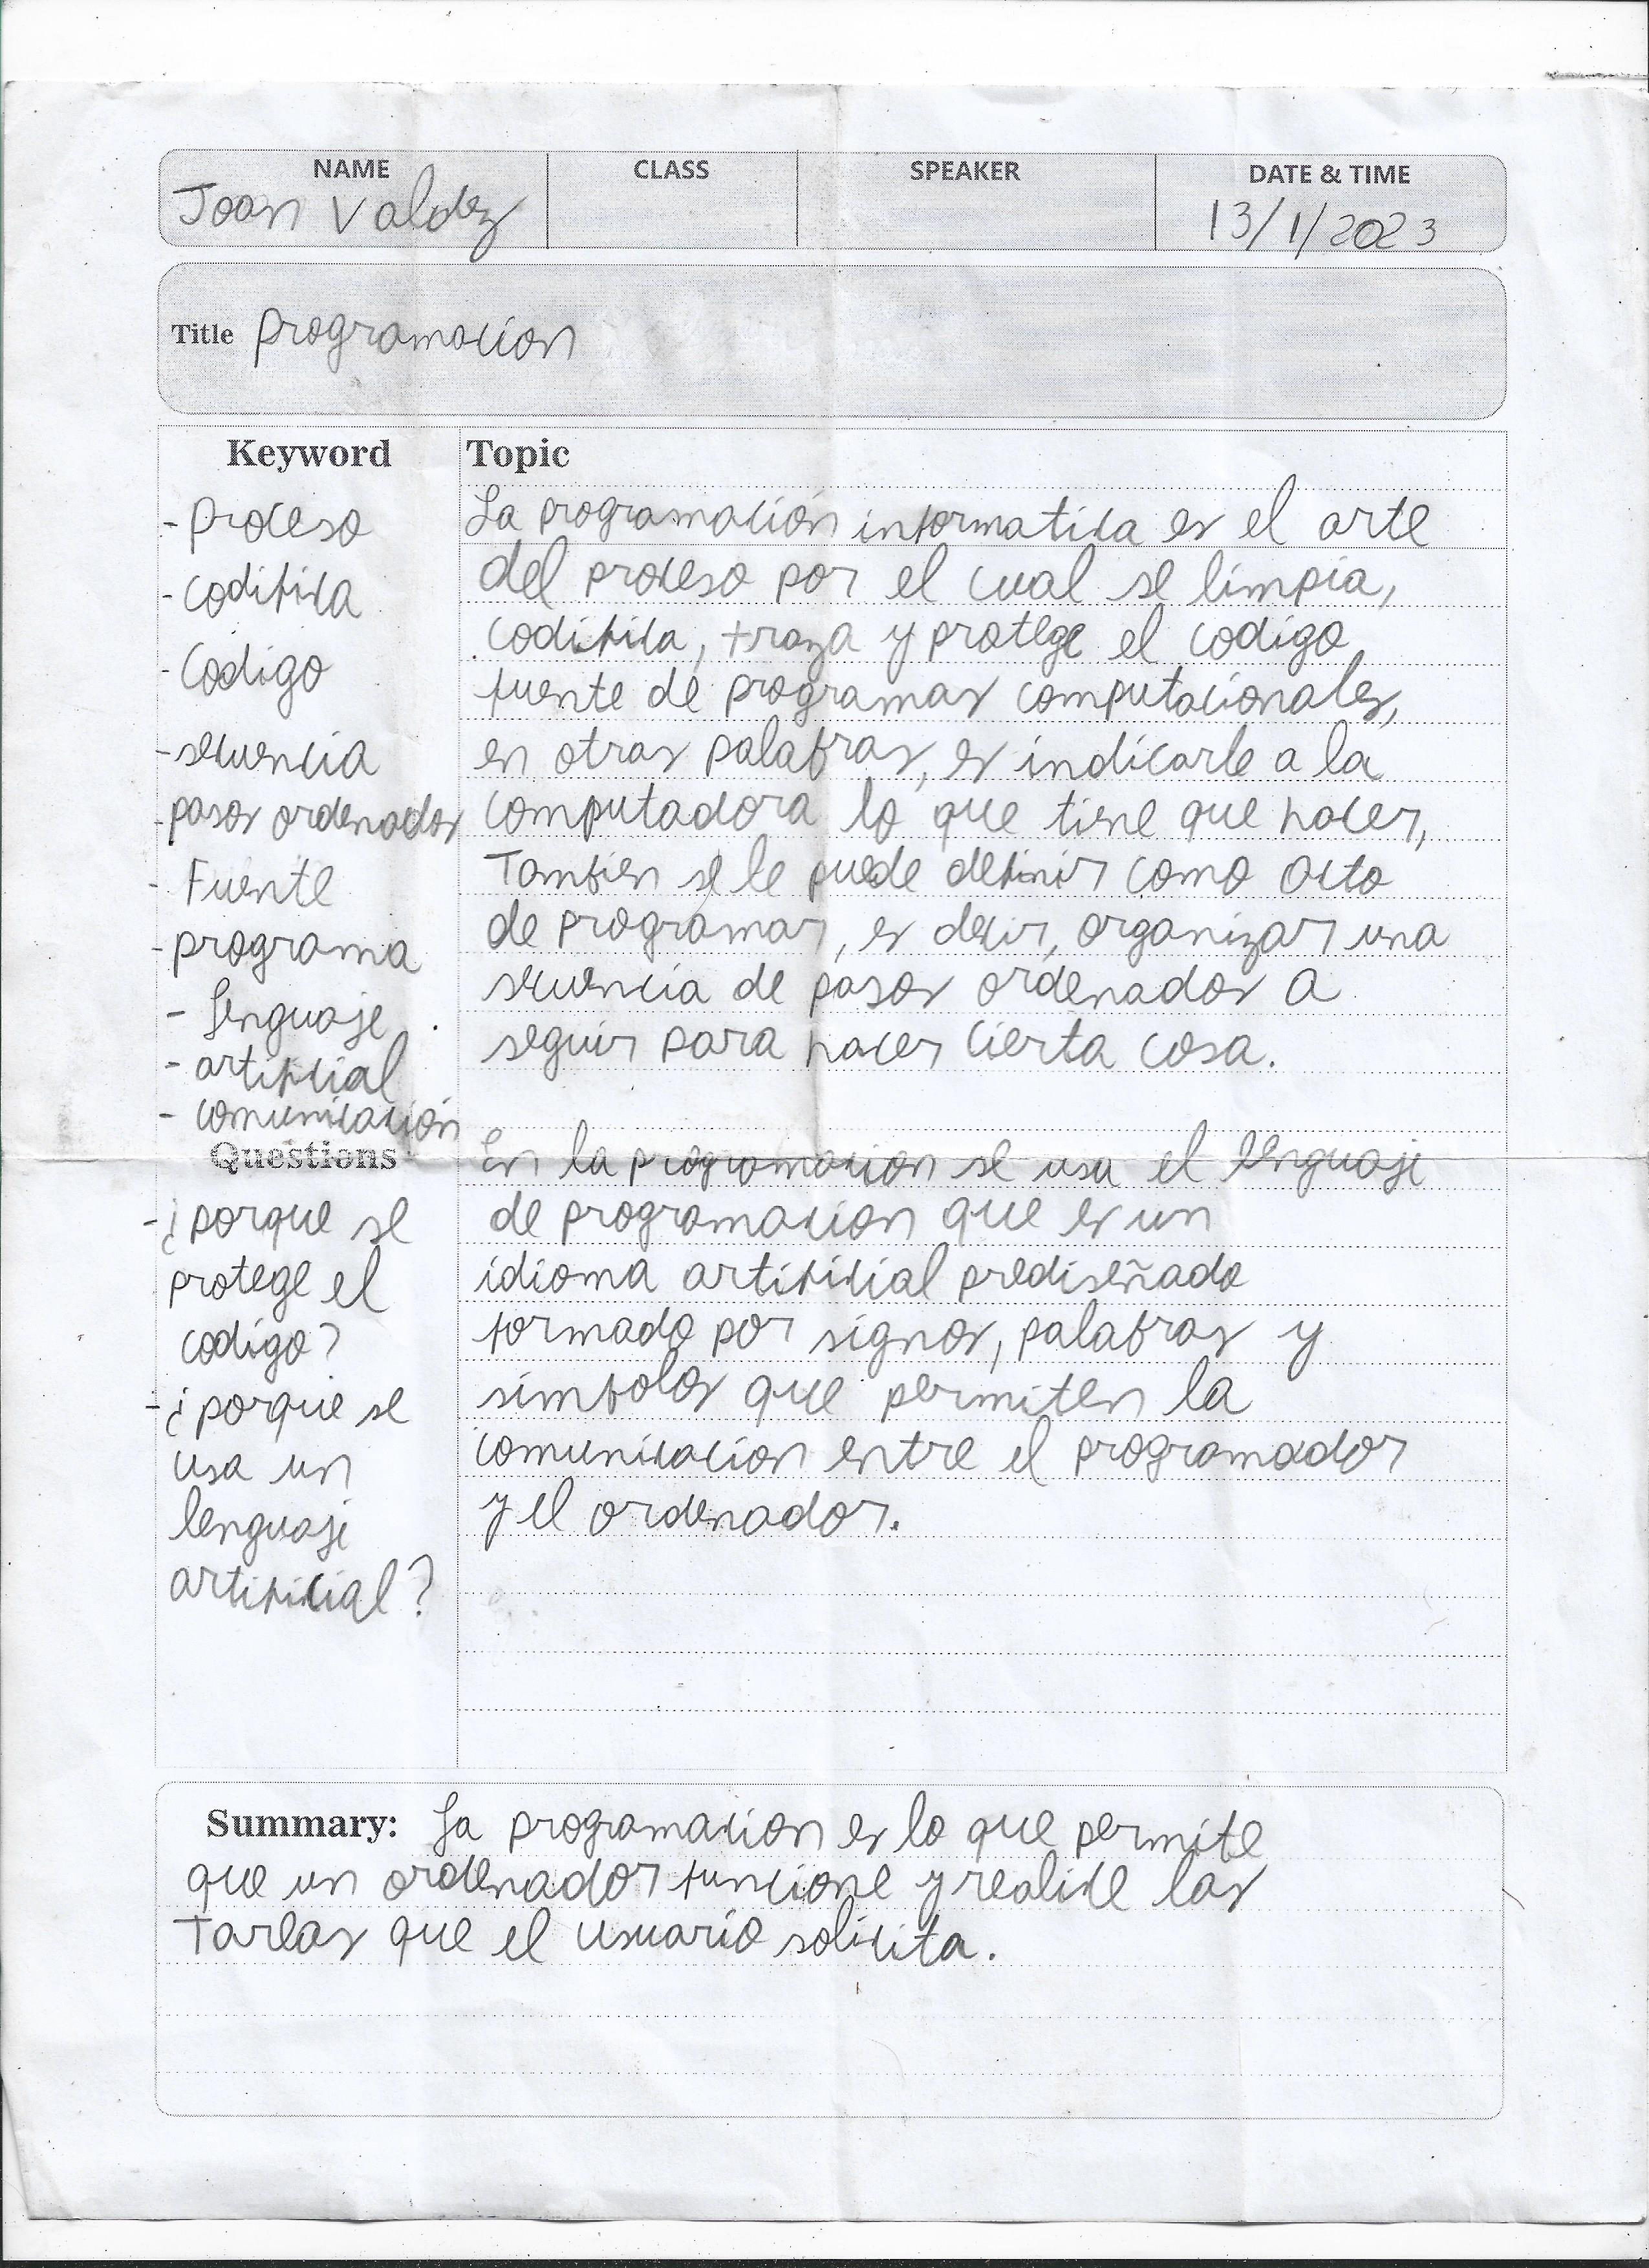 NAME
CLASS
SPEAKER
DATE & TIME
Joan Valdez
13/1/2023
Title programacion
Keyword
- proceso
- codifica
- Codigo
- secuencia
- pasos ordenados
- Fuente
- programa
- Lenguaje
- artificial
- comunicación
Questions
- ¿porque se
protege el
codigo?
- ¿porque se
usa un
lenguaje
artificial?
Topic
La programación informatica es el arte
del proceso por el cual se limpia,
codifica, traza y protege el codigo
fuente de programas computacionales,
en otras palabras, es indicarle a la
computadora lo que tiene que hacer,
Tambien se le puede definir como acto
de programar, es decir, organizar una
secuencia de pasos ordenados a
seguir para hacer cierta cosa.
En la programacion se usa el lenguaje
de programacion que es un
idioma artificial prediseñado
formado por signos, palabras y
simbolos que permiten la
comunicacion entre el programador
y el ordenador.
Summary: La programacion es lo que permite
que un ordenador funcione y realice las
Tareas que el usuario solicita.